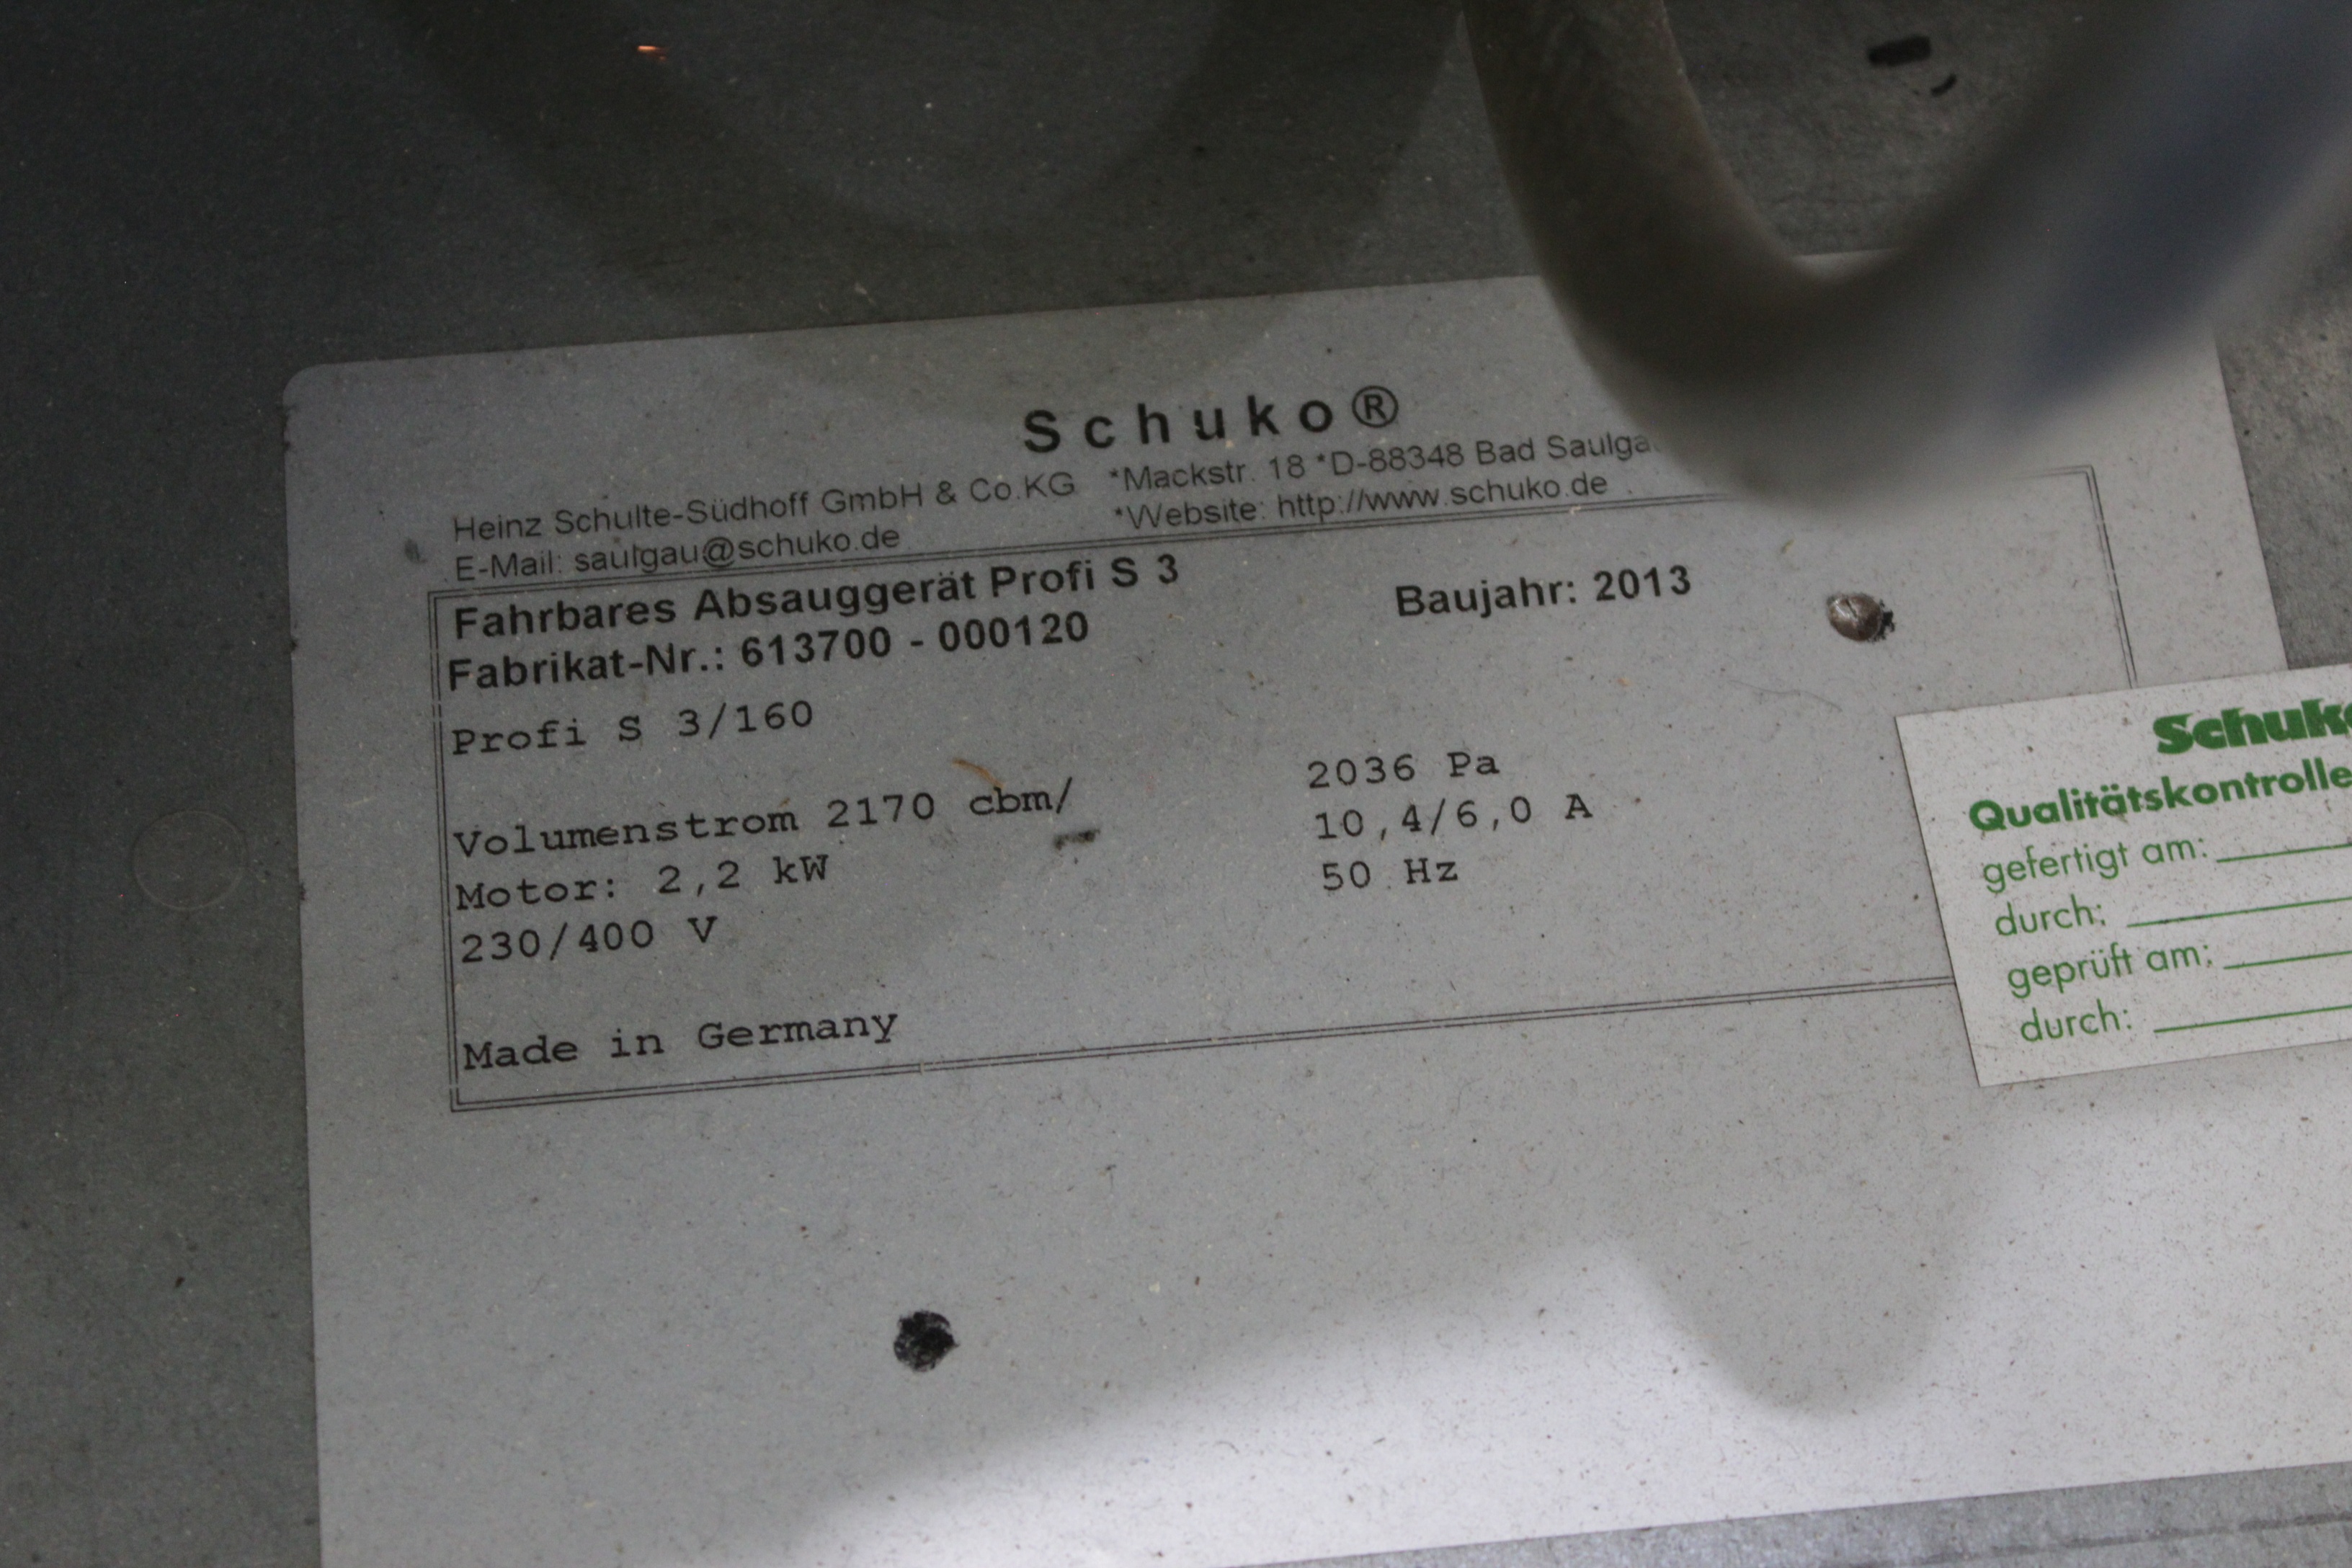 Schuko®
Heinz Schulte-Südhoff GmbH & Co.KG *Mackstr. 18 *D-88348 Bad
E-Mail: saulgau@schuko.de *Website: http://www.schuko.de
Fahrbares Absauggerät Profi S 3 Baujahr: 2013
Fabrikat-Nr.: 613700 - 000120
Profi S 3/160
Volumenstrom 2170 cbm/ 2036 Pa
Motor: 2,2 kW 10,4/6,0 A
230/400 V 50 Hz
Made in Germany
Schuko
Qualitätskontrolle
gefertigt am:
durch:
geprüft am:
durch: